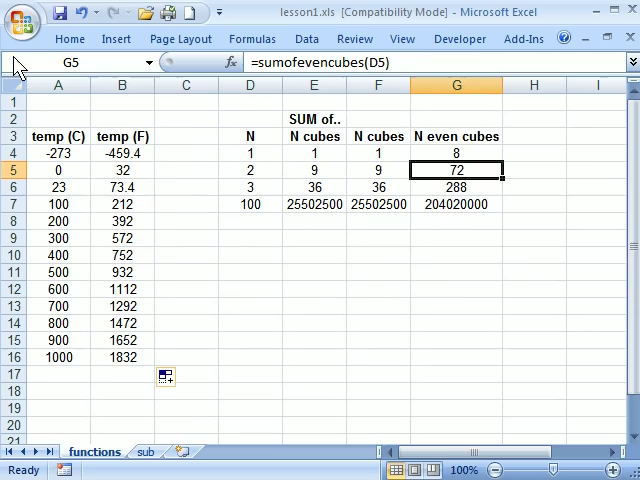 lesson1.xls [Compatibility Mode] - Microsoft Excel
Home Insert Page Layout Formulas Data Review View Developer Add-Ins
G5 fx =sumofevencubes(D5)
A B C D E F G H I
1
2 SUM of..
3 temp (C) temp (F) N N cubes N cubes N even cubes
4 -273 -459.4 1 1 1 8
5 0 32 2 9 9 72
6 23 73.4 3 36 36 288
7 100 212 100 25502500 25502500 204020000
8 200 392
9 300 572
10 400 752
11 500 932
12 600 1112
13 700 1292
14 800 1472
15 900 1652
16 1000 1832
17
18
19
20
21
functions sub
Ready 100%